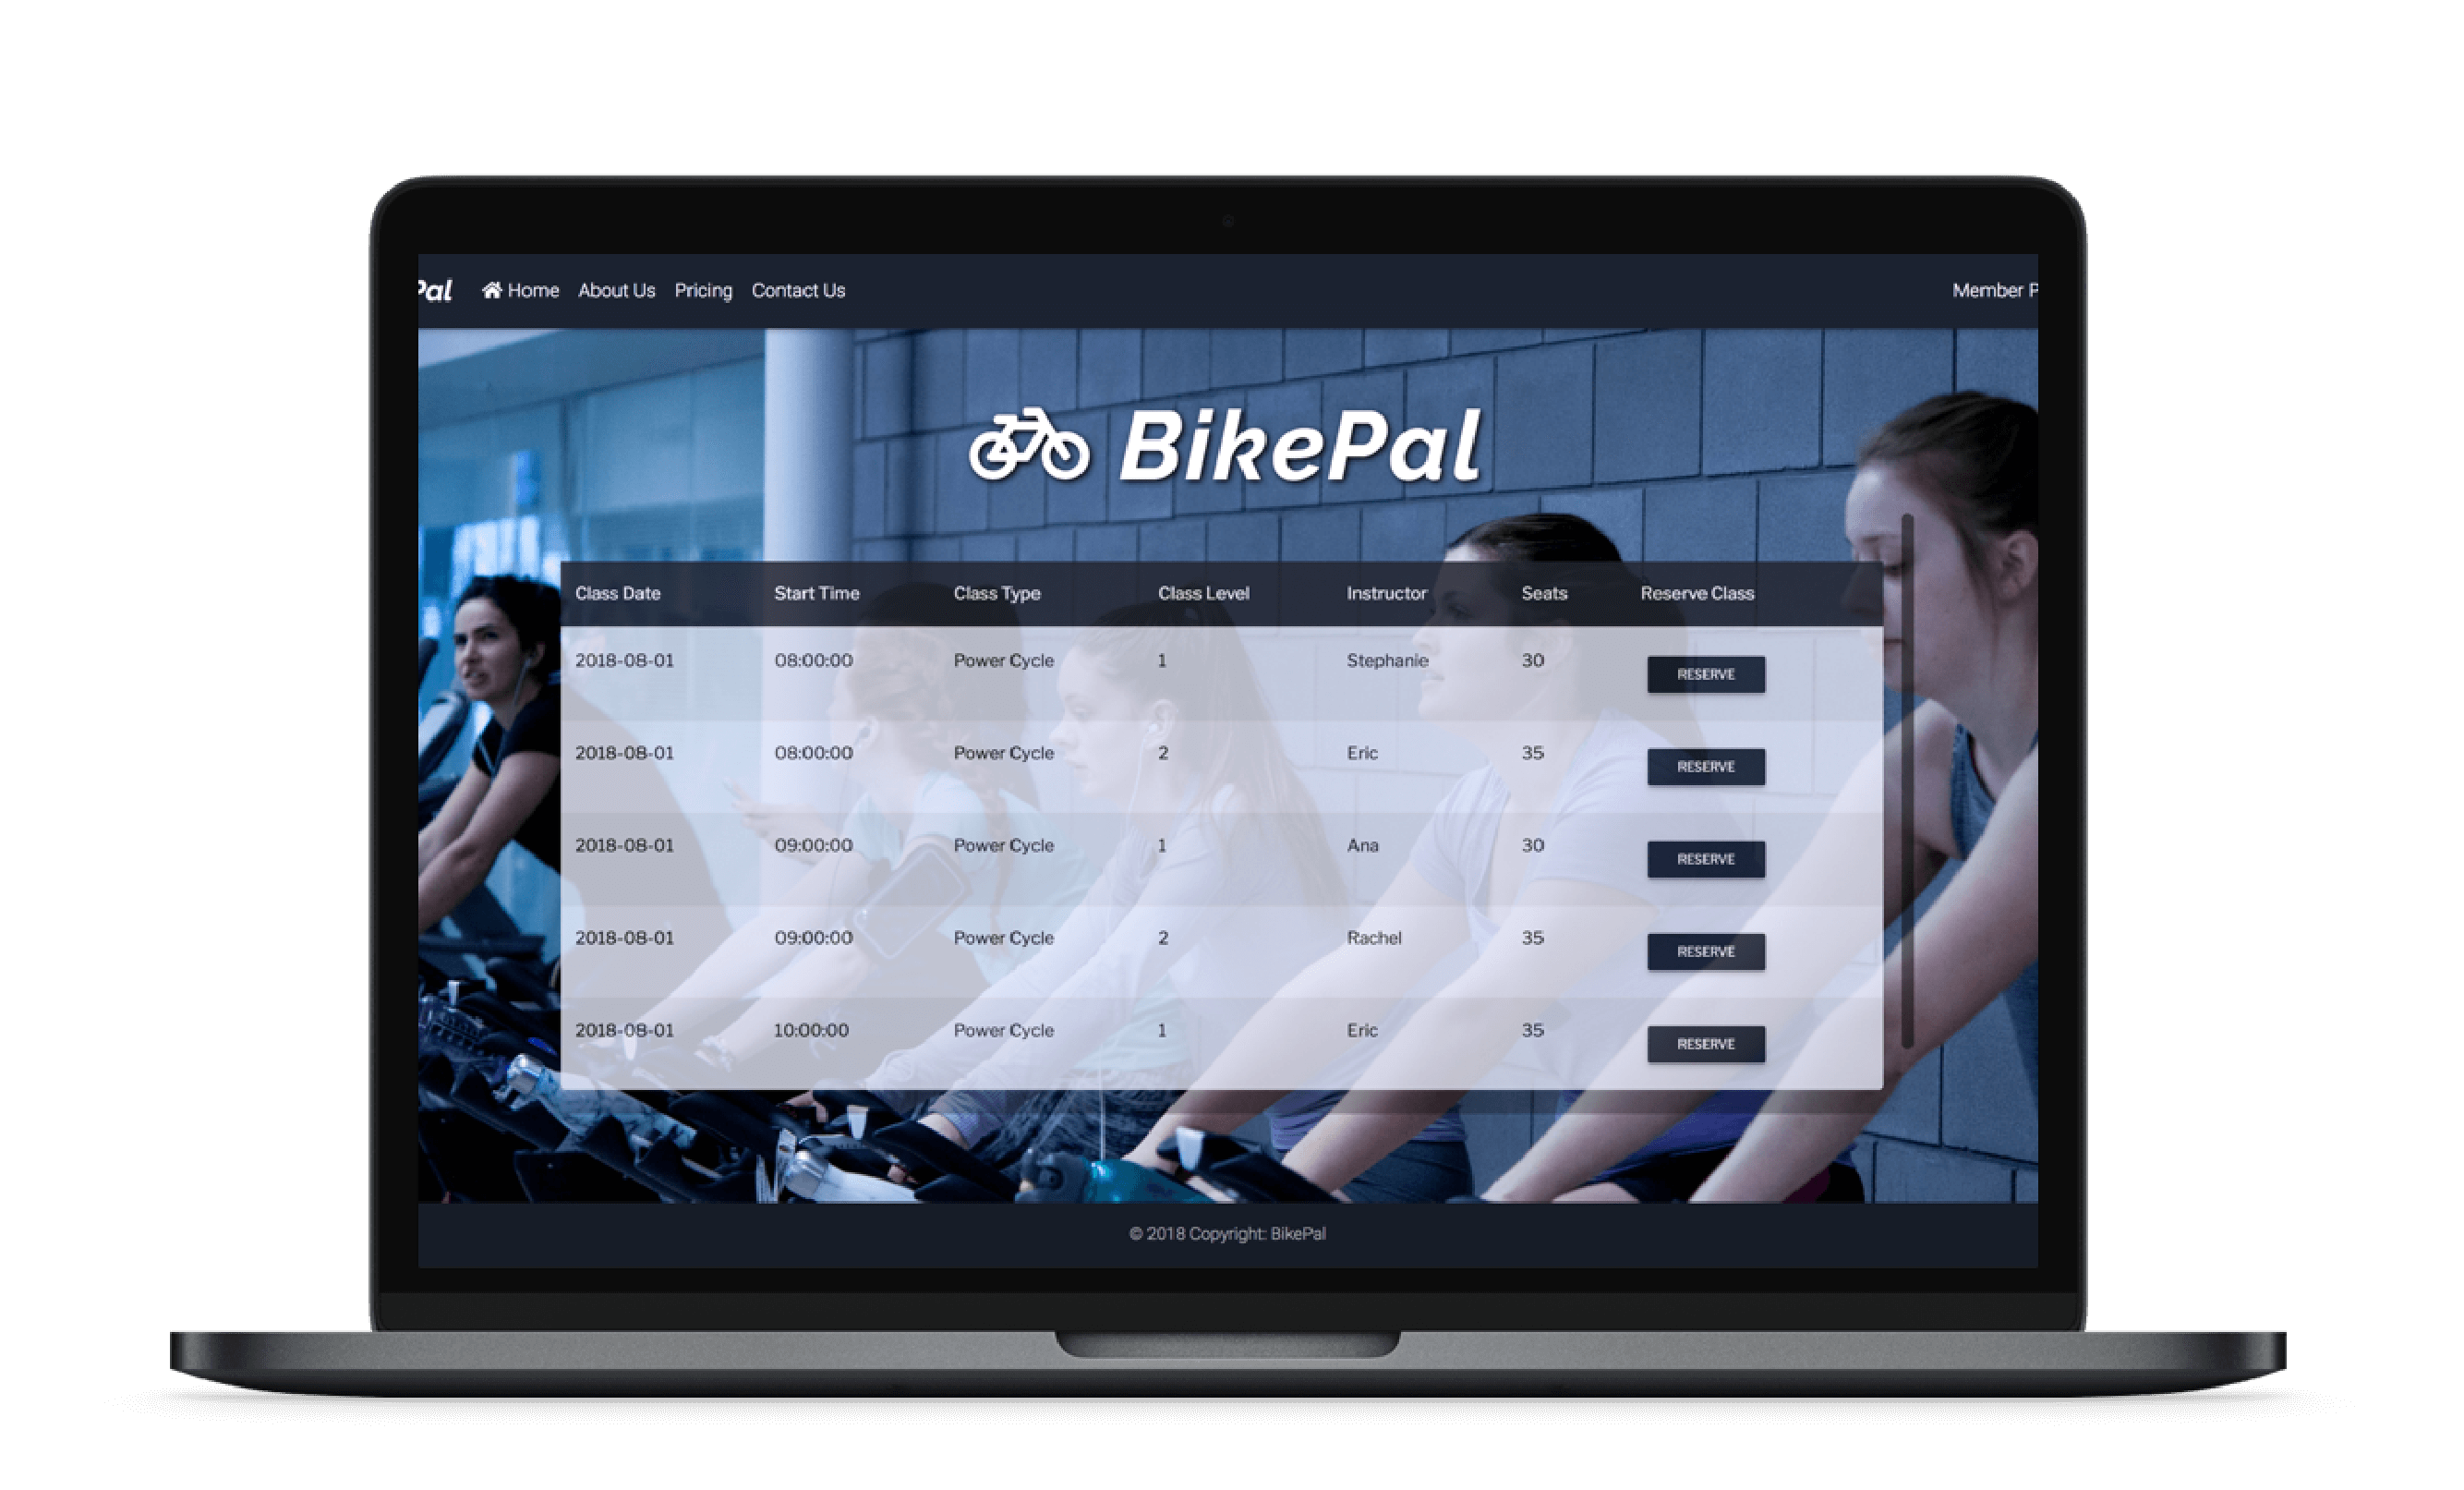 Pal Home About Us Pricing Contact Us Member P
BikePal
Class Date Start Time Class Type Class Level Instructor Seats Reserve Class
2018-08-01 08:00:00 Power Cycle 1 Stephanie 30 RESERVE
2018-08-01 08:00:00 Power Cycle 2 Eric 35 RESERVE
2018-08-01 09:00:00 Power Cycle 1 Ana 30 RESERVE
2018-08-01 09:00:00 Power Cycle 2 Rachel 35 RESERVE
2018-08-01 10:00:00 Power Cycle 1 Eric 35 RESERVE
© 2018 Copyright: BikePal